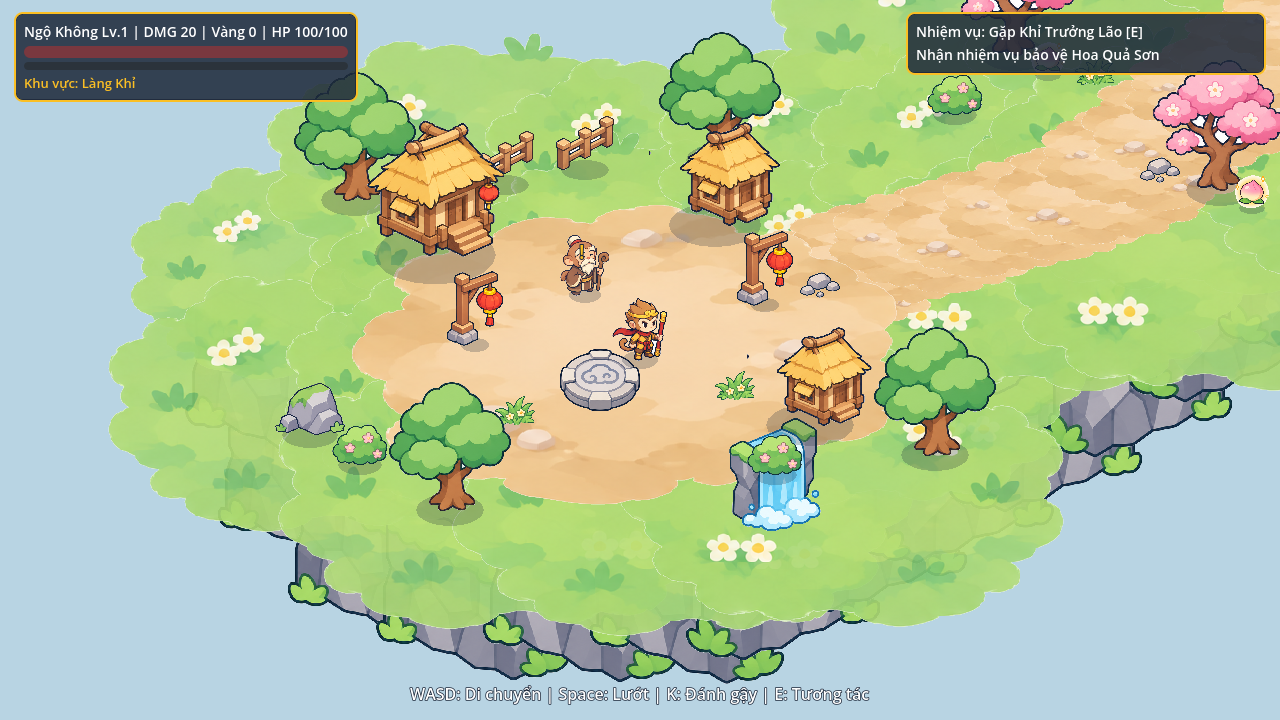 Ngộ Không Lv.1 | DMG 20 | Vàng 0 | HP 100/100
Khu vực: Làng Khỉ
Nhiệm vụ: Gặp Khỉ Trưởng Lão [E]
Nhận nhiệm vụ bảo vệ Hoa Quả Sơn
WASD: Di chuyển | Space: Lướt | K: Đánh gậy | E: Tương tác